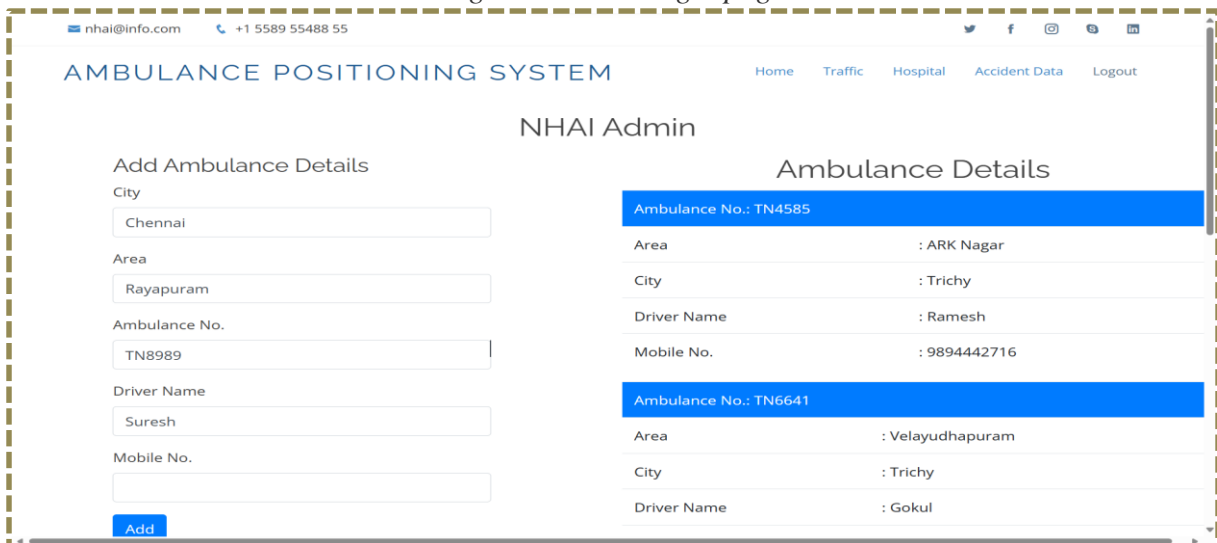 nhai@info.com +1 5589 55488 55
AMBULANCE POSITIONING SYSTEM
Home Traffic Hospital Accident Data Logout
NHAI Admin
Add Ambulance Details
City
Chennai
Area
Rayapuram
Ambulance No.
TN8989
Driver Name
Suresh
Mobile No.
Add
Ambulance Details
Ambulance No.: TN4585
Area : ARK Nagar
City : Trichy
Driver Name : Ramesh
Mobile No. : 9894442716
Ambulance No.: TN6641
Area : Velayudhapuram
City : Trichy
Driver Name : Gokul